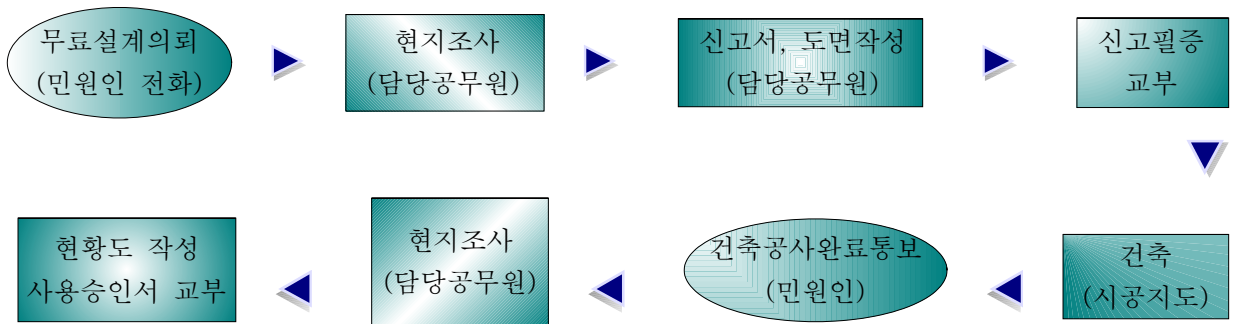 무료설계의뢰
(민원인 전화)
현지조사
(담당공무원)
신고서, 도면작성
(담당공무원)
신고필증
교부
건축
(시공지도)
건축공사완료통보
(민원인)
현지조사
(담당공무원)
현황도 작성
사용승인서 교부